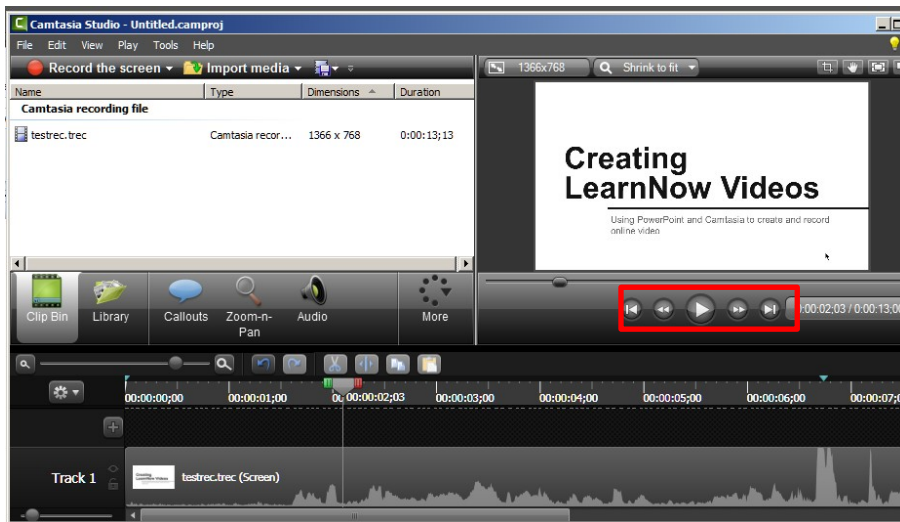 Camtasia Studio - Untitled.camproj
File Edit View Play Tools Help
Record the screen Import media
1366x768 Shrink to fit
Name Type Dimensions Duration
Camtasia recording file
testrec.trec Camtasia recor... 1366 x 768 0:00:13;13
Creating
LearnNow Videos
Using PowerPoint and Camtasia to create and record
online video
Clip Bin Library Callouts Zoom-n-
Pan Audio More
0:00:02;03 / 0:00:13;0
00:00:00;00 00:00:01;00 00:00:02;03 00:00:03;00 00:00:04;00 00:00:05;00 00:00:06;00 00:00:07;
Track 1 testrec.trec (Screen)